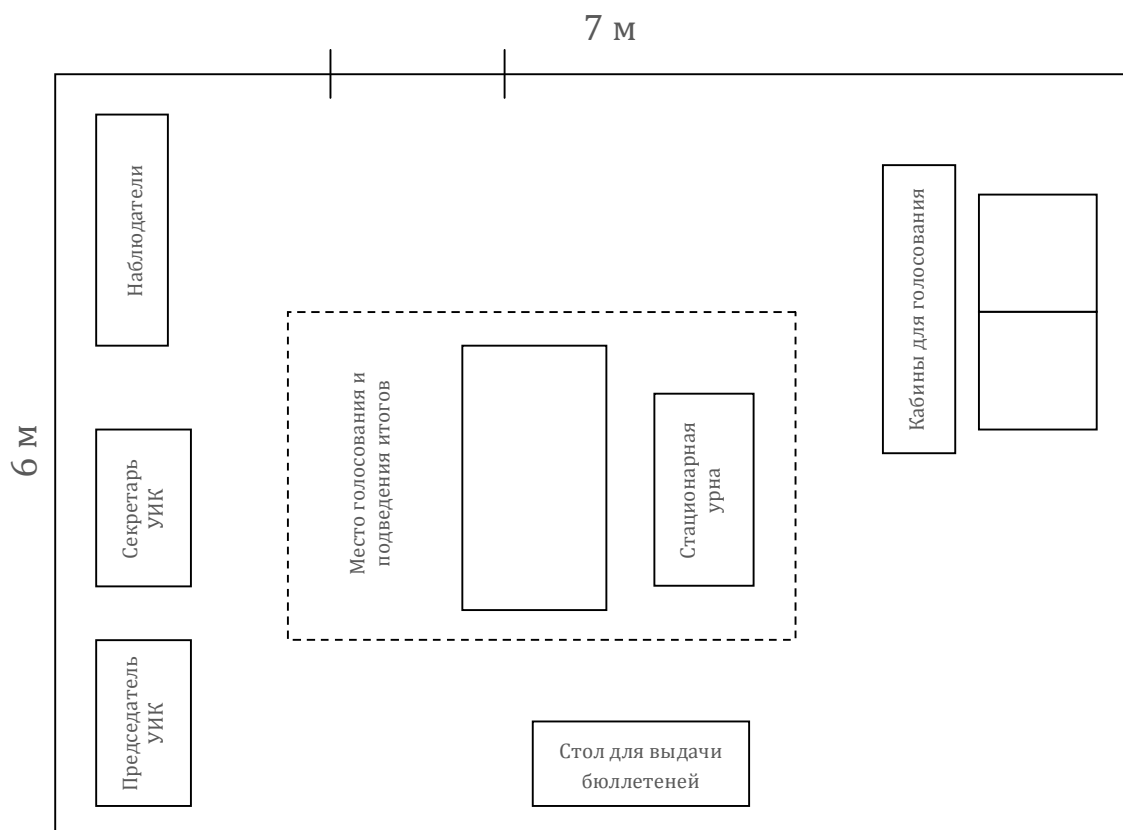 7 м
6 м
Наблюдатели
Кабины для голосования
Место голосования и
подведения итогов
Стационарная
урна
Секретарь
УИК
Председатель
УИК
Стол для выдачи
бюллетеней